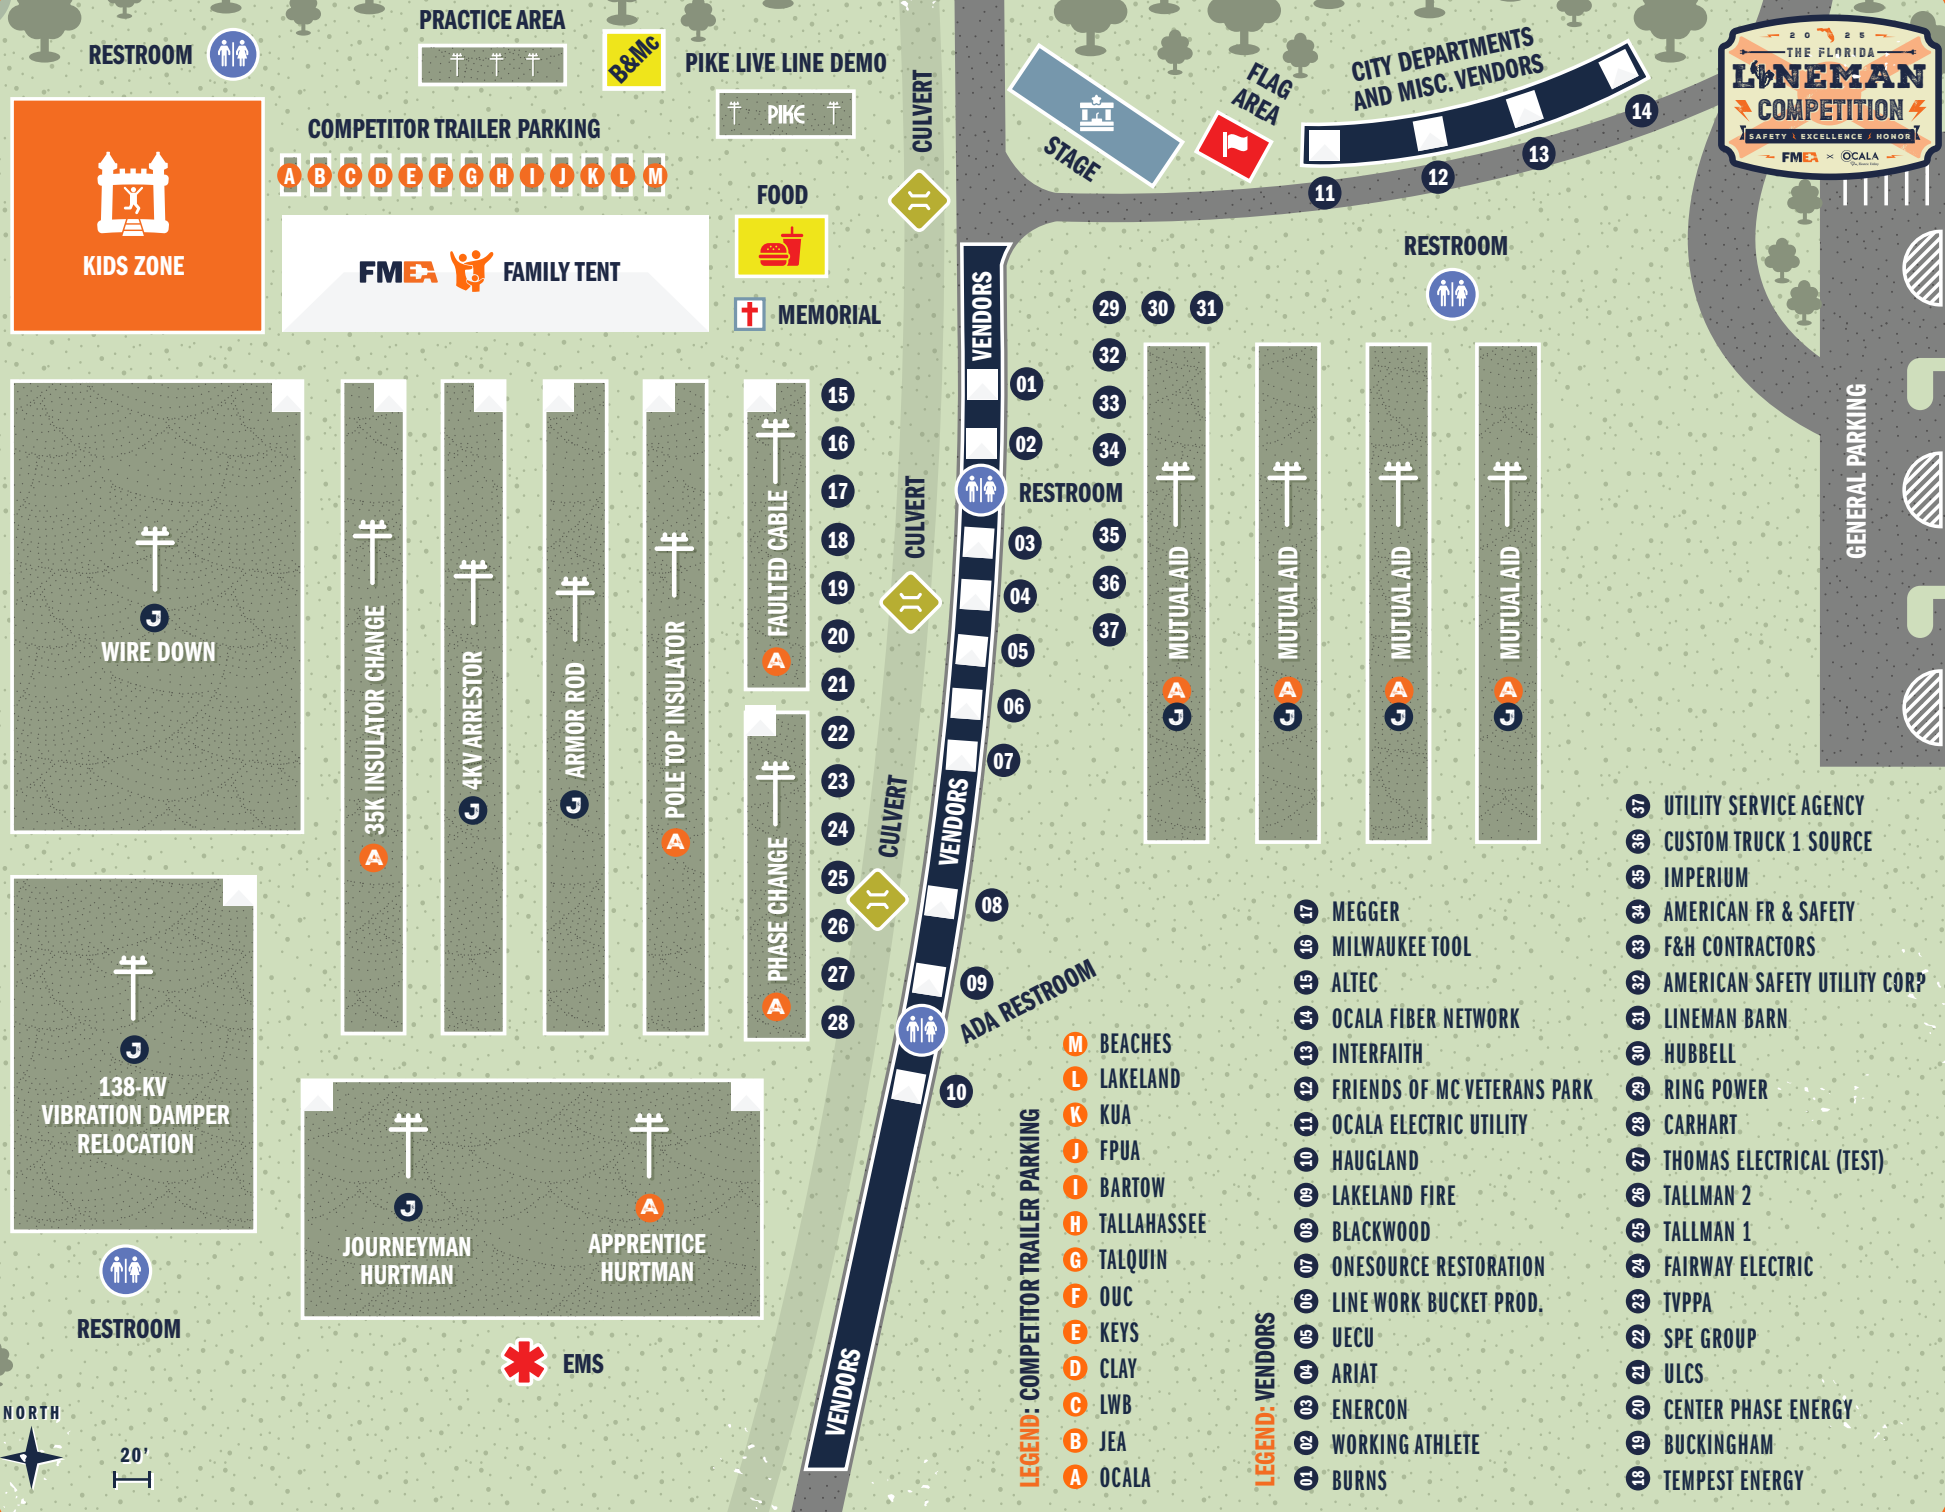 PRACTICE AREA
RESTROOM
B&Mc
PIKE LIVE LINE DEMO
PIKE
COMPETITOR TRAILER PARKING
A B C D E F G H I J K L M
KIDS ZONE
FMEA FAMILY TENT
FOOD
MEMORIAL
CULVERT
STAGE
FLAG
AREA
CITY DEPARTMENTS
AND MISC. VENDORS
11
12
13
14
2025
THE FLORIDA
LINEMAN
COMPETITION
SAFETY EXCELLENCE HONOR
FMEA × OCALA
RESTROOM
GENERAL PARKING
VENDORS
01
02
RESTROOM
03
04
05
06
07
VENDORS
08
09
ADA RESTROOM
10
VENDORS
CULVERT
CULVERT
29 30 31
32
33
34
35
36
37
MUTUAL AID
A
J
MUTUAL AID
A
J
MUTUAL AID
A
J
MUTUAL AID
A
J
J
WIRE DOWN
35K INSULATOR CHANGE
A
4KV ARRESTOR
J
ARMOR ROD
J
POLE TOP INSULATOR
A
FAULTED CABLE
A
PHASE CHANGE
A
15
16
17
18
19
20
21
22
23
24
25
26
27
28
J
138-KV
VIBRATION DAMPER
RELOCATION
RESTROOM
J
JOURNEYMAN
HURTMAN
A
APPRENTICE
HURTMAN
EMS
NORTH
20'
LEGEND: COMPETITOR TRAILER PARKING
M BEACHES
L LAKELAND
K KUA
J FPUA
I BARTOW
H TALLAHASSEE
G TALQUIN
F OUC
E KEYS
D CLAY
C LWB
B JEA
A OCALA
LEGEND: VENDORS
17 MEGGER
16 MILWAUKEE TOOL
15 ALTEC
14 OCALA FIBER NETWORK
13 INTERFAITH
12 FRIENDS OF MC VETERANS PARK
11 OCALA ELECTRIC UTILITY
10 HAUGLAND
09 LAKELAND FIRE
08 BLACKWOOD
07 ONESOURCE RESTORATION
06 LINE WORK BUCKET PROD.
05 UECU
04 ARIAT
03 ENERCON
02 WORKING ATHLETE
01 BURNS
37 UTILITY SERVICE AGENCY
36 CUSTOM TRUCK 1 SOURCE
35 IMPERIUM
34 AMERICAN FR & SAFETY
33 F&H CONTRACTORS
32 AMERICAN SAFETY UTILITY CORP
31 LINEMAN BARN
30 HUBBELL
29 RING POWER
28 CARHART
27 THOMAS ELECTRICAL (TEST)
26 TALLMAN 2
25 TALLMAN 1
24 FAIRWAY ELECTRIC
23 TVPPA
22 SPE GROUP
21 ULCS
20 CENTER PHASE ENERGY
19 BUCKINGHAM
18 TEMPEST ENERGY